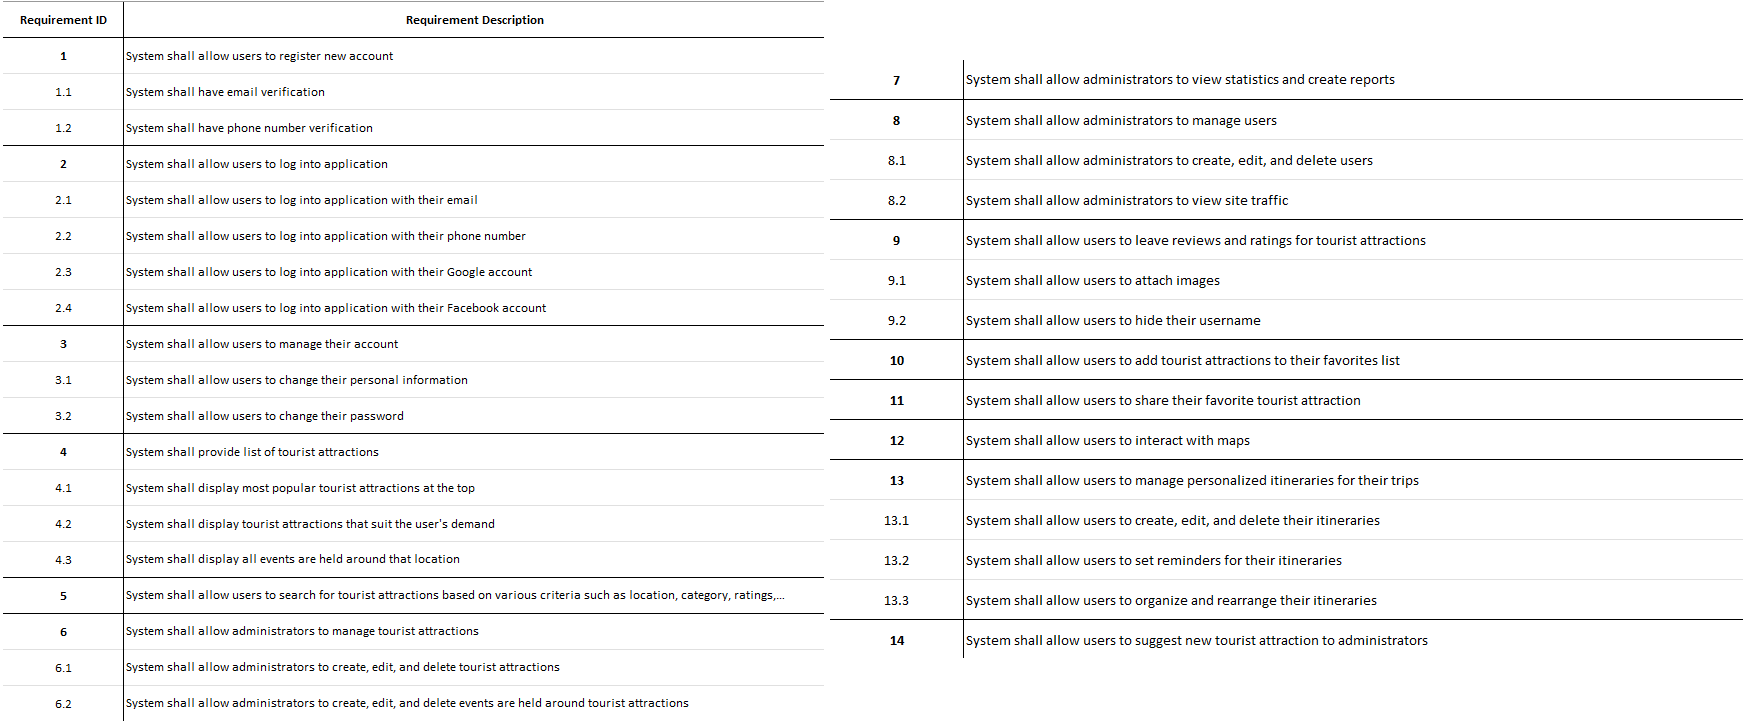 Requirement ID Requirement Description
1 System shall allow users to register new account
1.1 System shall have email verification
1.2 System shall have phone number verification
2 System shall allow users to log into application
2.1 System shall allow users to log into application with their email
2.2 System shall allow users to log into application with their phone number
2.3 System shall allow users to log into application with their Google account
2.4 System shall allow users to log into application with their Facebook account
3 System shall allow users to manage their account
3.1 System shall allow users to change their personal information
3.2 System shall allow users to change their password
4 System shall provide list of tourist attractions
4.1 System shall display most popular tourist attractions at the top
4.2 System shall display tourist attractions that suit the user's demand
4.3 System shall display all events are held around that location
5 System shall allow users to search for tourist attractions based on various criteria such as location, category, ratings,...
6 System shall allow administrators to manage tourist attractions
6.1 System shall allow administrators to create, edit, and delete tourist attractions
6.2 System shall allow administrators to create, edit, and delete events are held around tourist attractions
7 System shall allow administrators to view statistics and create reports
8 System shall allow administrators to manage users
8.1 System shall allow administrators to create, edit, and delete users
8.2 System shall allow administrators to view site traffic
9 System shall allow users to leave reviews and ratings for tourist attractions
9.1 System shall allow users to attach images
9.2 System shall allow users to hide their username
10 System shall allow users to add tourist attractions to their favorites list
11 System shall allow users to share their favorite tourist attraction
12 System shall allow users to interact with maps
13 System shall allow users to manage personalized itineraries for their trips
13.1 System shall allow users to create, edit, and delete their itineraries
13.2 System shall allow users to set reminders for their itineraries
13.3 System shall allow users to organize and rearrange their itineraries
14 System shall allow users to suggest new tourist attraction to administrators